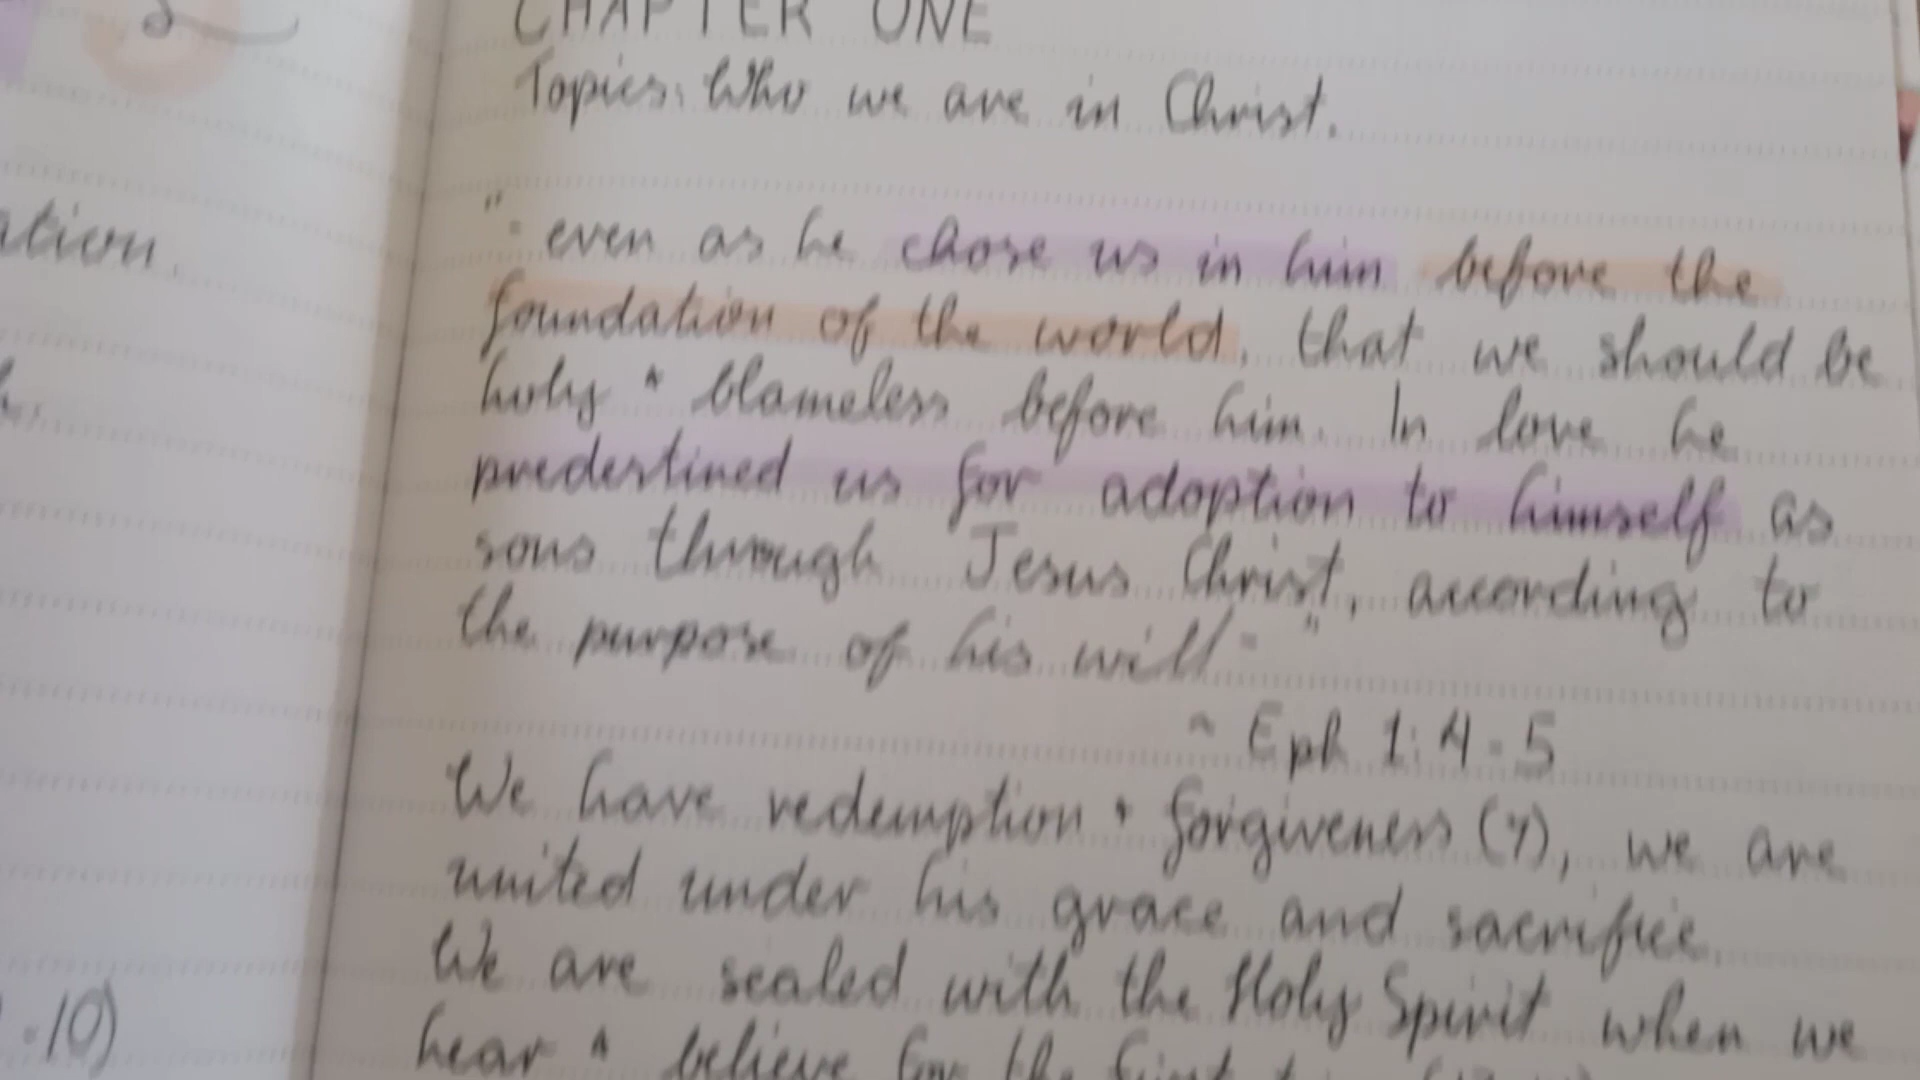 CHAPTER ONE
Topics: Who we are in Christ.
"- even as he chose us in him before the
foundation of the world, that we should be
holy + blameless before him. In love he
predestined us for adoption to himself as
sons through Jesus Christ, according to
the purpose of his will - "
~ Eph 1:4-5
We have redemption + forgiveness (7), we are
united under his grace and sacrifice.
We are sealed with the Holy Spirit when we
hear + believe for the first
ation.
.10)